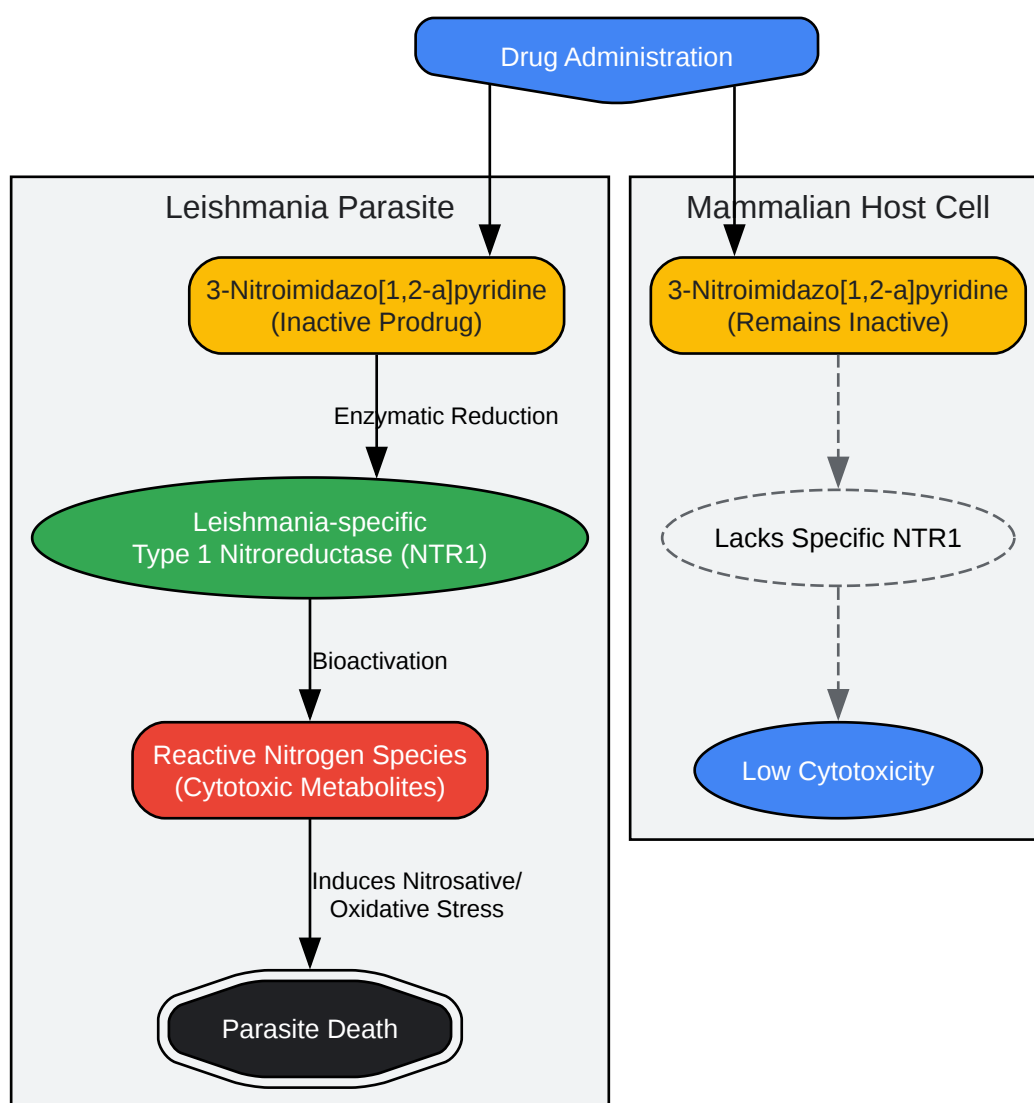 Drug Administration
Leishmania Parasite
3-Nitroimidazo[1,2-a]pyridine
(Inactive Prodrug)
Enzymatic Reduction
Leishmania-specific
Type 1 Nitroreductase (NTR1)
Bioactivation
Reactive Nitrogen Species
(Cytotoxic Metabolites)
Induces Nitrosative/
Oxidative Stress
Parasite Death
Mammalian Host Cell
3-Nitroimidazo[1,2-a]pyridine
(Remains Inactive)
Lacks Specific NTR1
Low Cytotoxicity